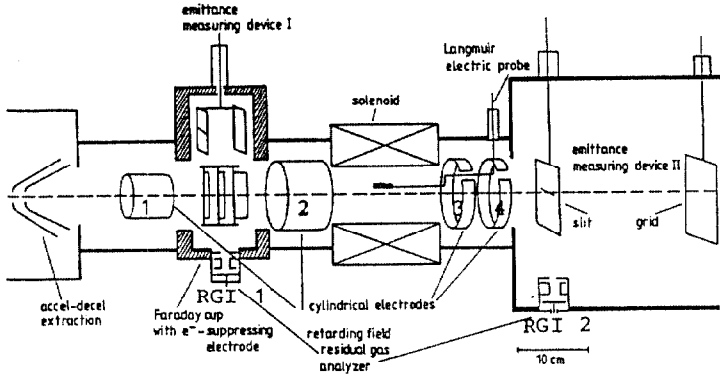 emittance
measuring device I
Langmuir
electric probe
solenoid
emittance
measuring device II
1
2
3
4
slit
grid
accel-decel
extraction
RGI 1
cylindrical electrodes
Faraday cup
with e⁻-suppressing
electrode
retarding field
residual gas
analyzer
RGI 2
10 cm